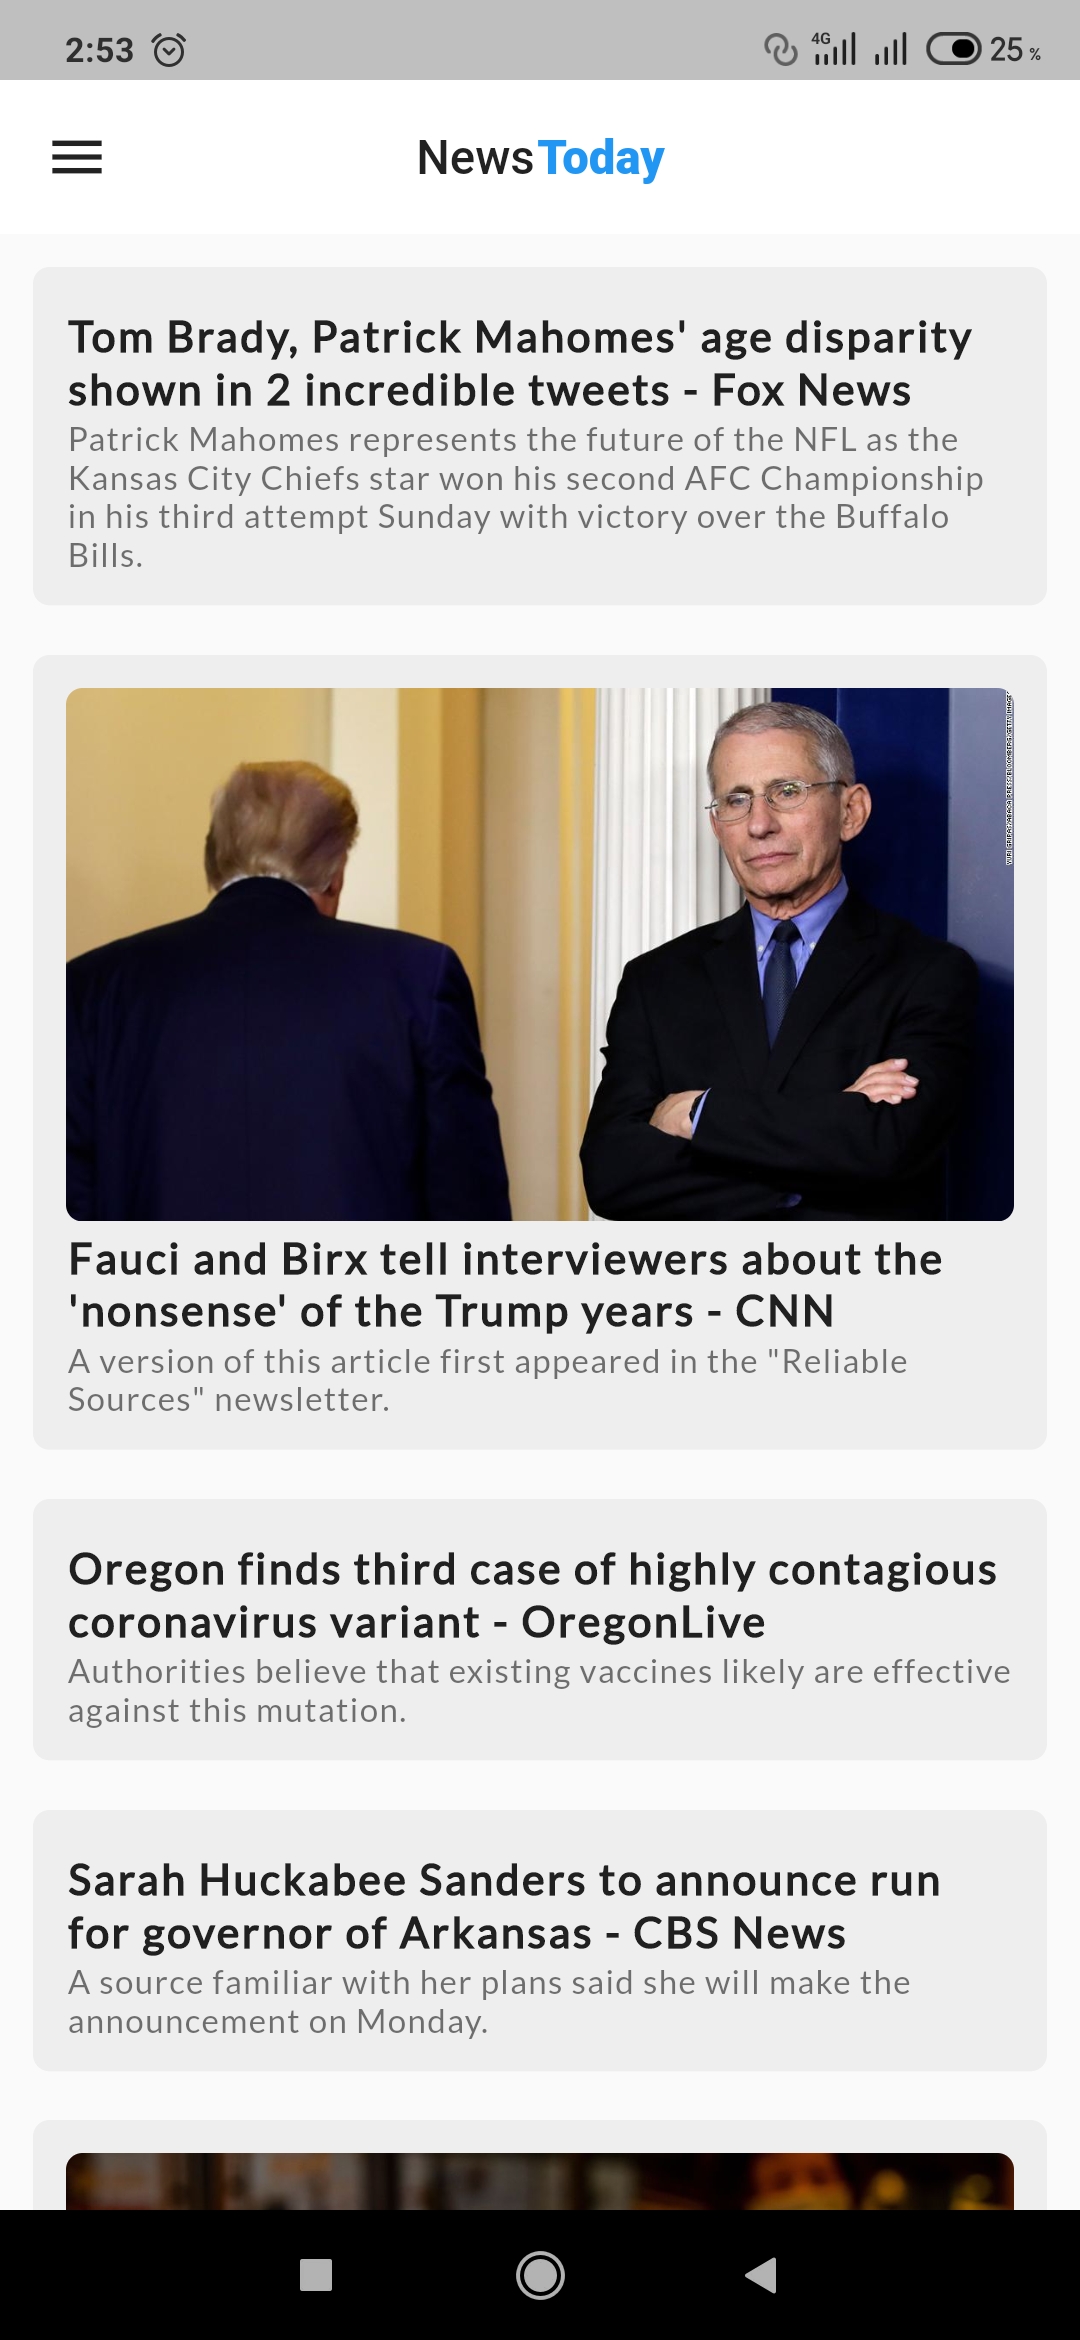 2:53
4G
25 %
NewsToday
Tom Brady, Patrick Mahomes' age disparity
shown in 2 incredible tweets - Fox News
Patrick Mahomes represents the future of the NFL as the
Kansas City Chiefs star won his second AFC Championship
in his third attempt Sunday with victory over the Buffalo
Bills.
Fauci and Birx tell interviewers about the
'nonsense' of the Trump years - CNN
A version of this article first appeared in the "Reliable
Sources" newsletter.
Oregon finds third case of highly contagious
coronavirus variant - OregonLive
Authorities believe that existing vaccines likely are effective
against this mutation.
Sarah Huckabee Sanders to announce run
for governor of Arkansas - CBS News
A source familiar with her plans said she will make the
announcement on Monday.